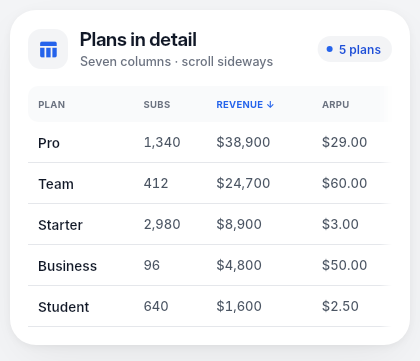 Plans in detail
Seven columns · scroll sideways
5 plans
PLAN SUBS REVENUE ↓ ARPU
Pro 1,340 $38,900 $29.00
Team 412 $24,700 $60.00
Starter 2,980 $8,900 $3.00
Business 96 $4,800 $50.00
Student 640 $1,600 $2.50